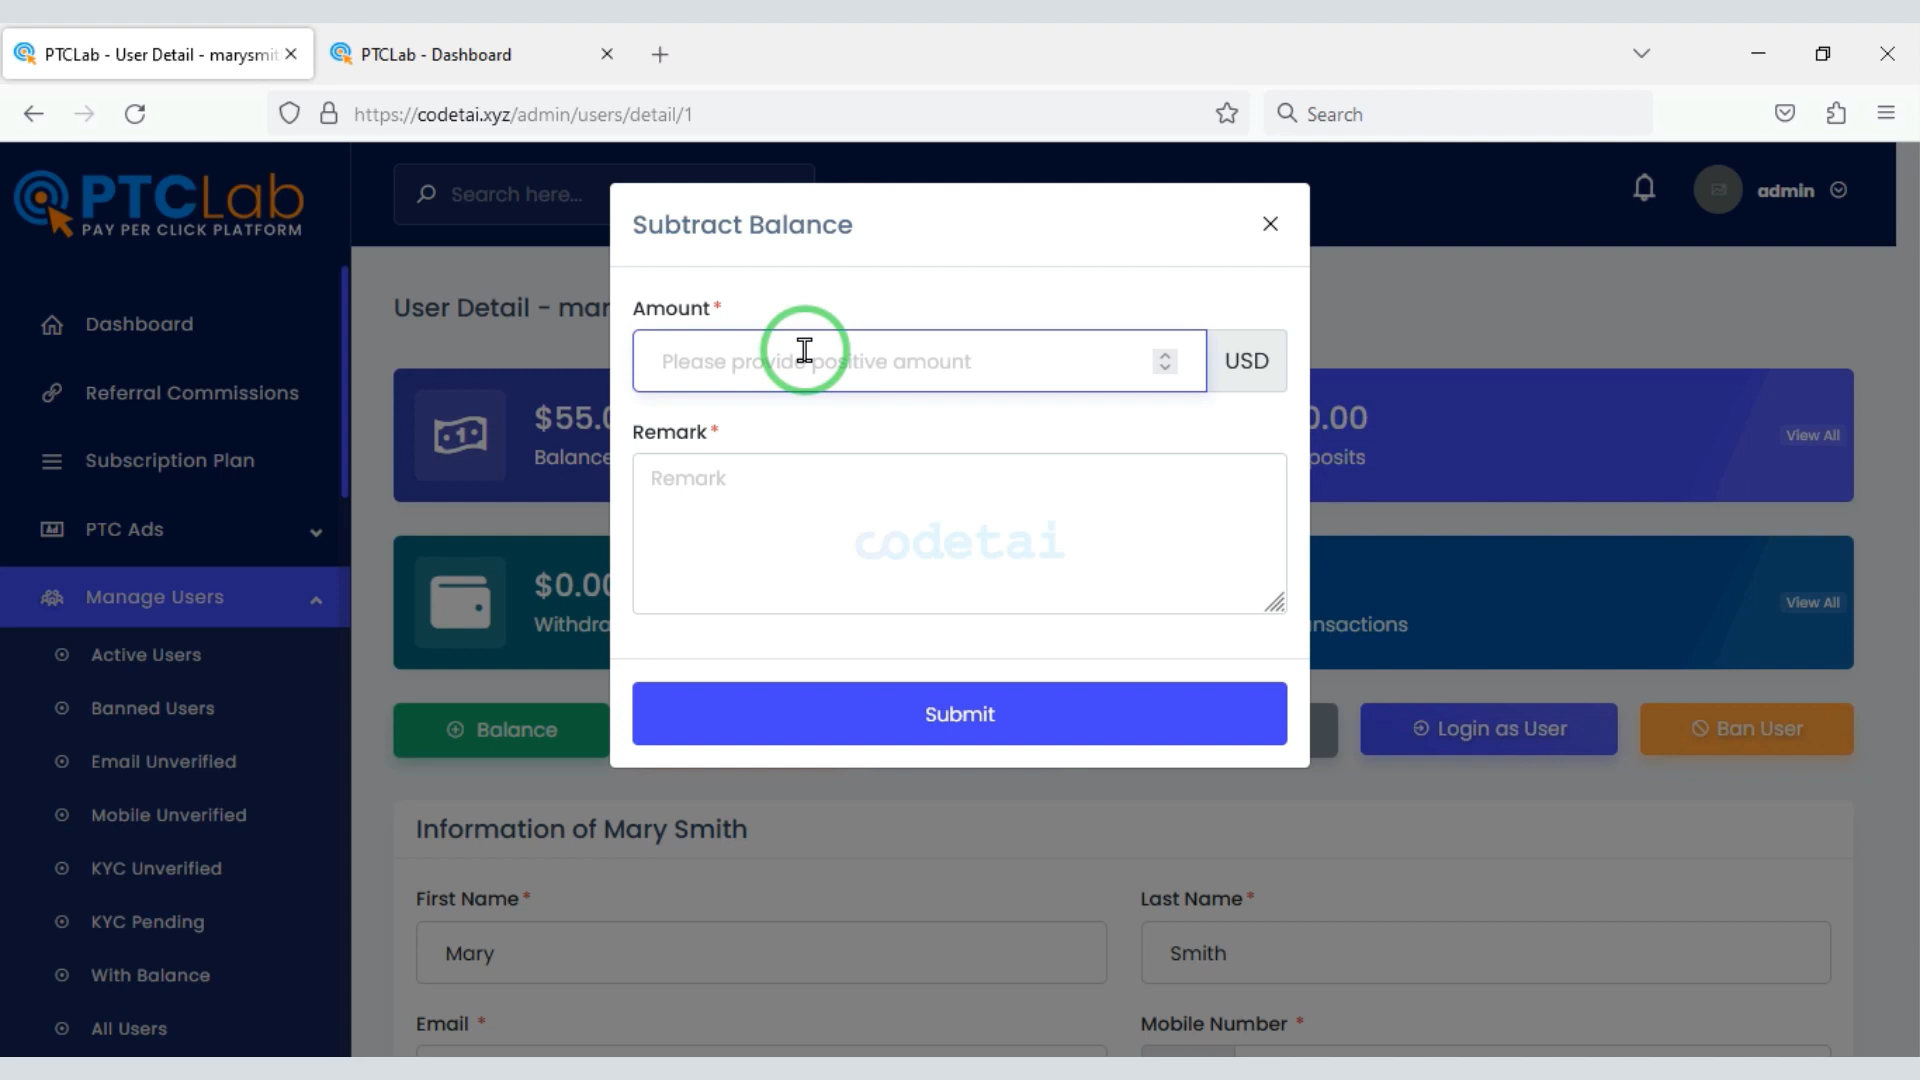 PTCLab - User Detail - marysmit
PTCLab - Dashboard
https://codetai.xyz/admin/users/detail/1
Search
PTCLab
PAY PER CLICK PLATFORM
Search here...
admin
Dashboard
Referral Commissions
Subscription Plan
PTC Ads
Manage Users
Active Users
Banned Users
Email Unverified
Mobile Unverified
KYC Unverified
KYC Pending
With Balance
All Users
User Detail - mar
Subtract Balance
Amount *
Please provide positive amount
USD
Remark *
Remark
codetai
Submit
$55.0
Balance
0.00
posits
View All
$0.00
Withdra
nsactions
View All
Balance
Login as User
Ban User
Information of Mary Smith
First Name *
Last Name *
Mary
Smith
Email *
Mobile Number *